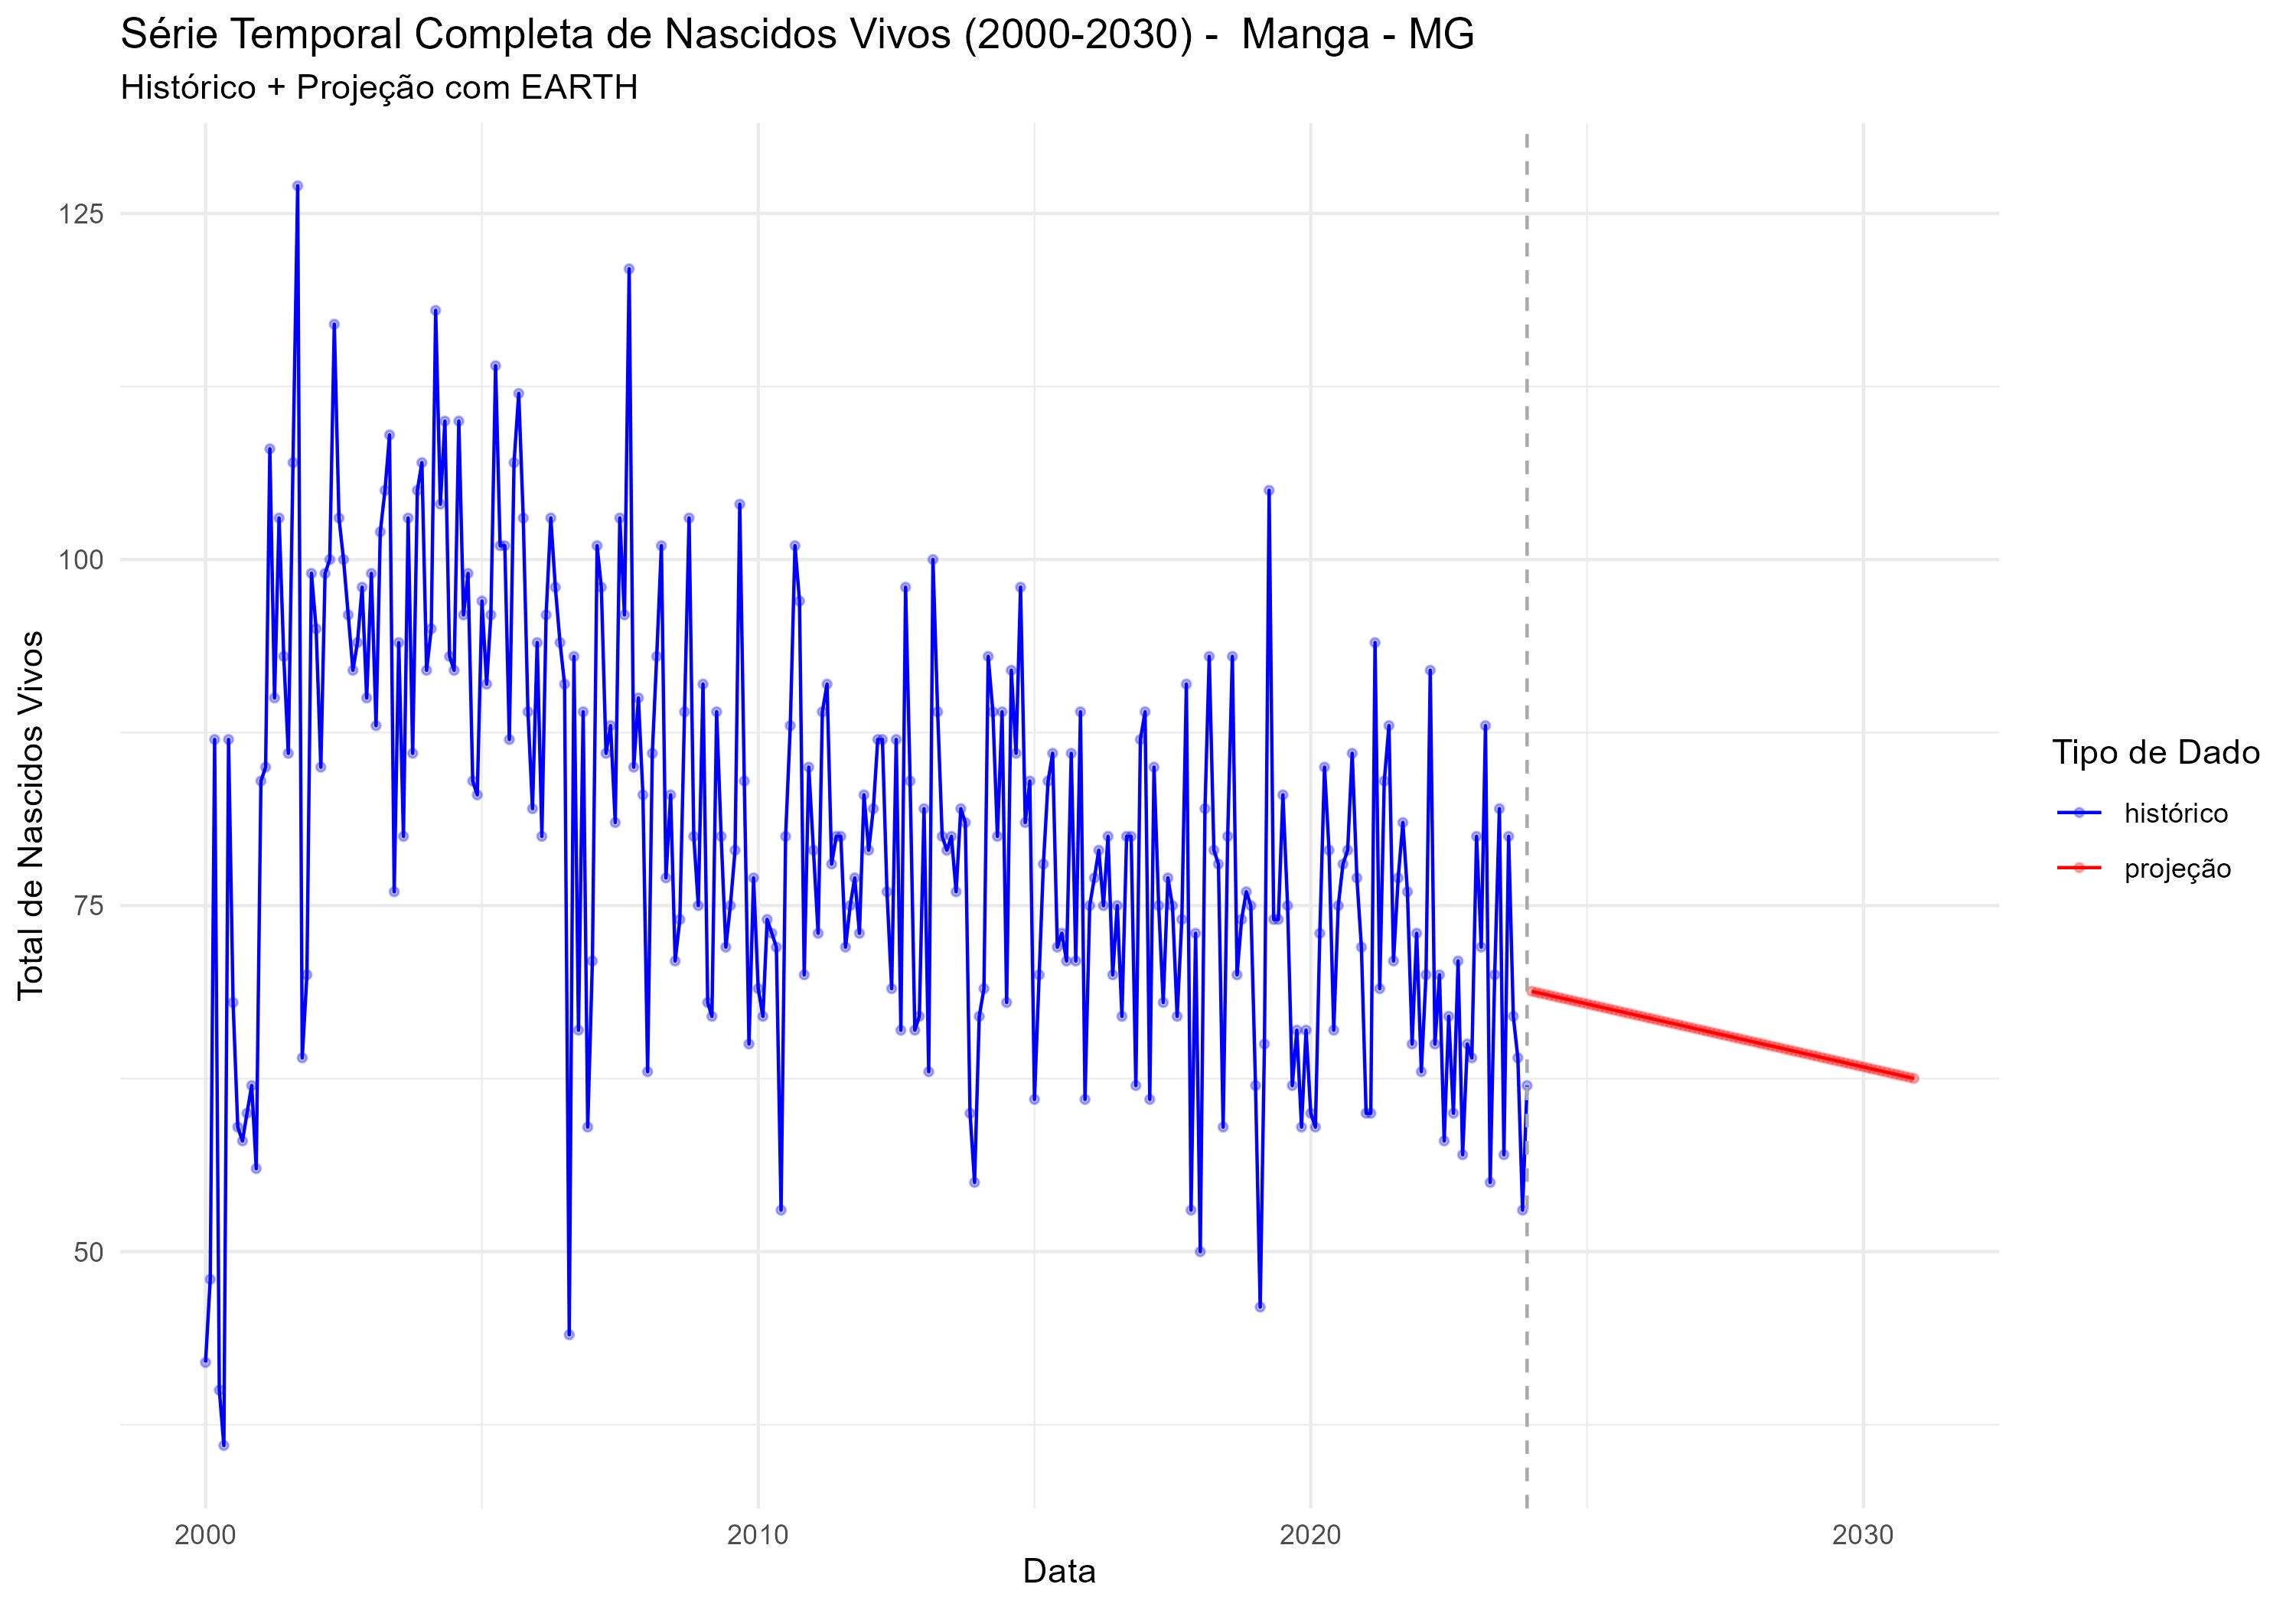 Série Temporal Completa de Nascidos Vivos (2000-2030) -  Manga - MG
Histórico + Projeção com EARTH
Total de Nascidos Vivos
125
100
75
50
2000
2010
2020
2030
Data
Tipo de Dado
histórico
projeção